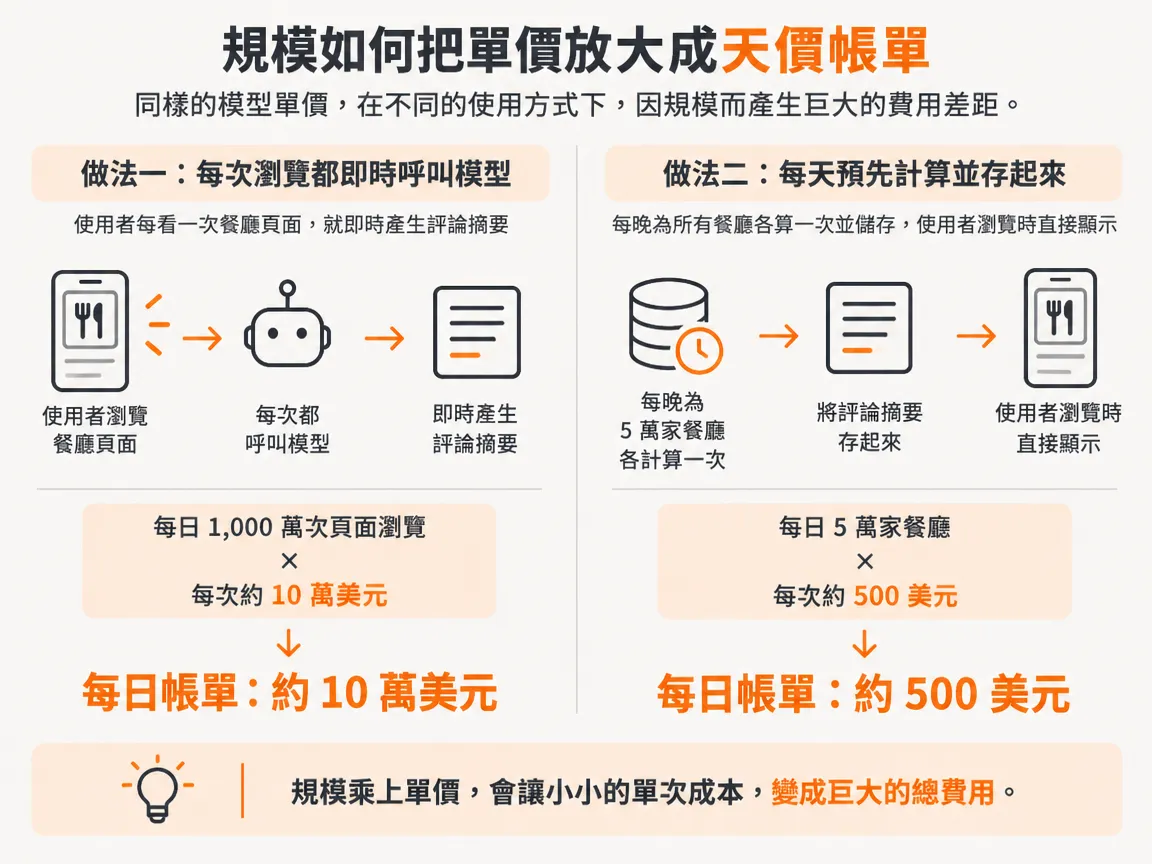 規模如何把單價放大成天價帳單
同樣的模型單價，在不同的使用方式下，因規模而產生巨大的費用差距。
做法一：每次瀏覽都即時呼叫模型
使用者每看一次餐廳頁面，就即時產生評論摘要
使用者瀏覽
餐廳頁面
每次都
呼叫模型
即時產生
評論摘要
每日 1,000 萬次頁面瀏覽
×
每次約 10 萬美元
每日帳單：約 10 萬美元
做法二：每天預先計算並存起來
每晚為所有餐廳各算一次並儲存，使用者瀏覽時直接顯示
每晚為
5 萬家餐廳
各計算一次
將評論摘要
存起來
使用者瀏覽時
直接顯示
每日 5 萬家餐廳
×
每次約 500 美元
每日帳單：約 500 美元
規模乘上單價，會讓小小的單次成本，變成巨大的總費用。